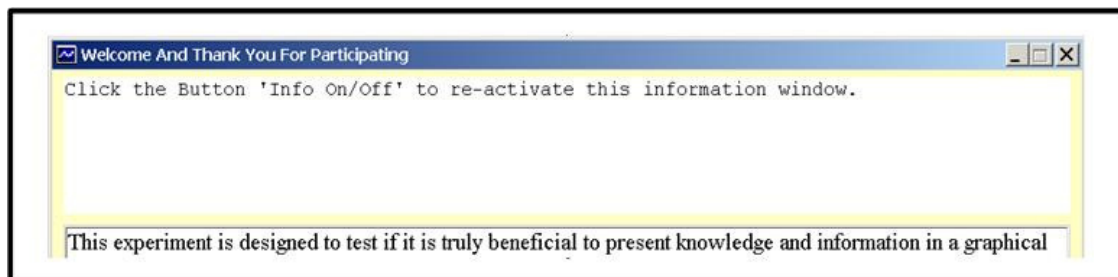 Welcome And Thank You For Participating
Click the Button 'Info On/Off' to re-activate this information window.
This experiment is designed to test if it is truly beneficial to present knowledge and information in a graphical